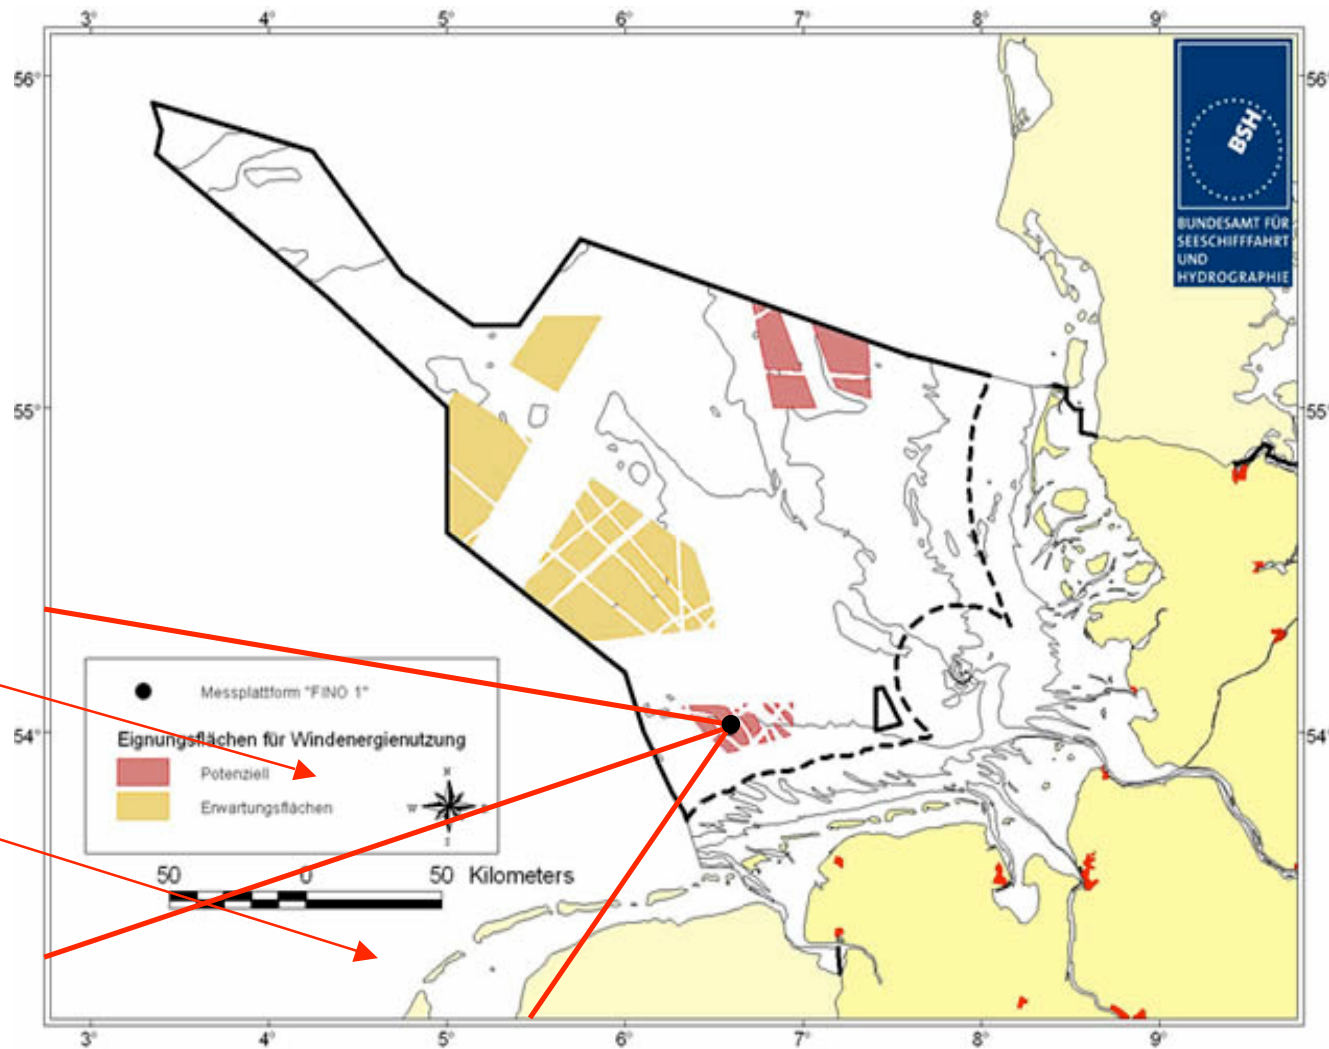 3° 4° 5° 6° 7° 8° 9°
56° 56°
BSH
BUNDESAMT FÜR
SEESCHIFFFAHRT
UND
HYDROGRAPHIE
55° 55°
Messplattform "FINO 1"
54° 54°
Eignungsflächen für Windenergienutzung
Potenziell
Erwartungsflächen
N
W
50 0 50 Kilometers
3° 4° 5° 6° 7° 8° 9°